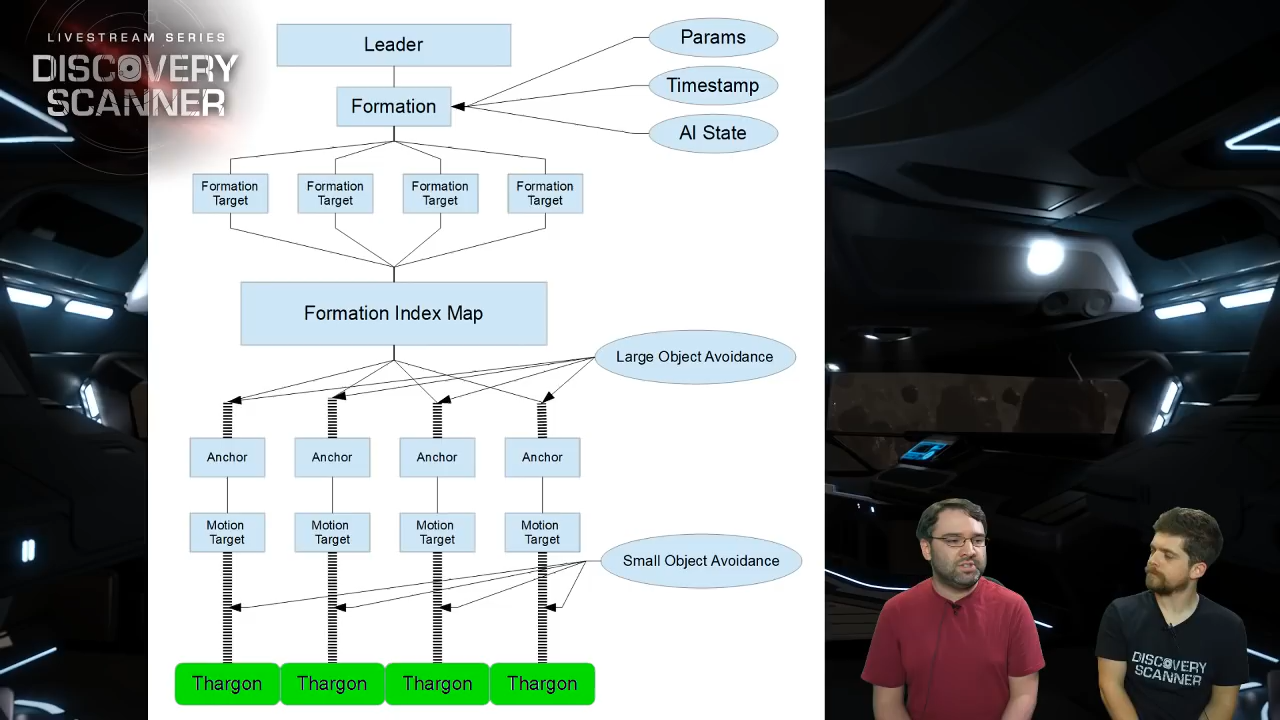 LIVESTREAM SERIES
DISCOVERY
SCANNER
Leader
Params
Timestamp
Formation
AI State
Formation
Target
Formation
Target
Formation
Target
Formation
Target
Formation Index Map
Large Object Avoidance
Anchor
Anchor
Anchor
Anchor
Motion
Target
Motion
Target
Motion
Target
Motion
Target
Small Object Avoidance
Thargon
Thargon
Thargon
Thargon
DISCOVERY
SCANNER